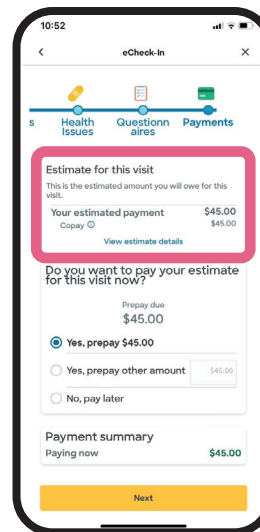 10:52
eCheck-In
s
Health
Issues
Questionn
aires
Payments
Estimate for this visit
This is the estimated amount you will owe for this
visit.
Your estimated payment $45.00
Copay $45.00
View estimate details
Do you want to pay your estimate
for this visit now?
Prepay due
$45.00
Yes, prepay $45.00
Yes, prepay other amount $45.00
No, pay later
Payment summary
Paying now $45.00
Next